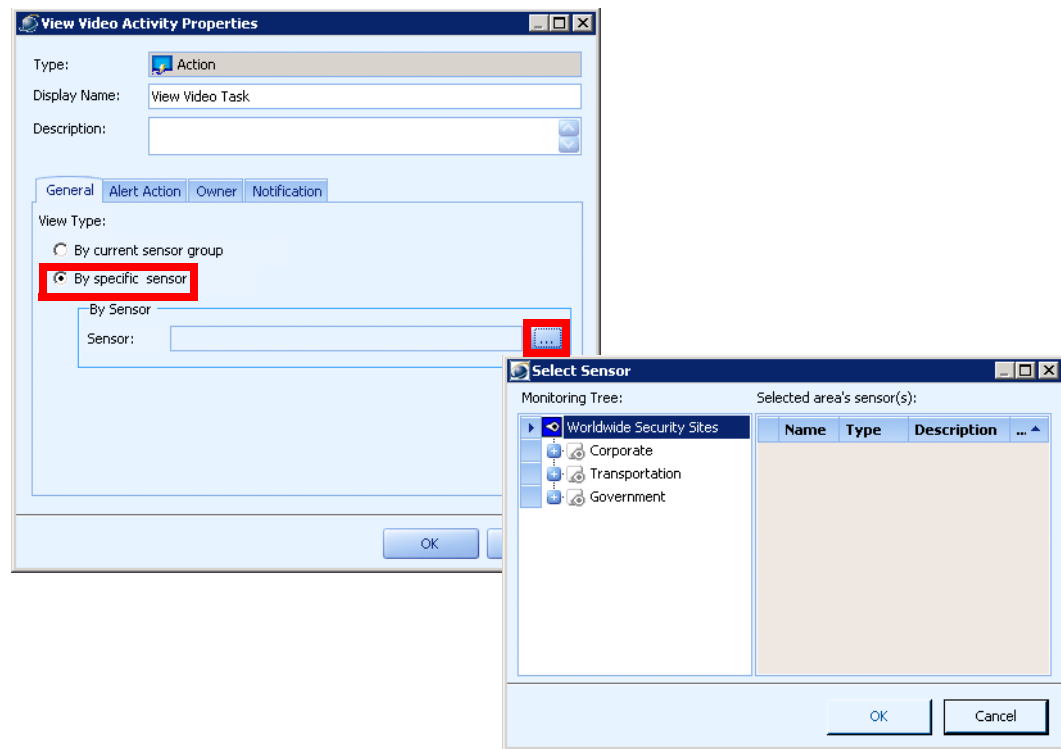 View Video Activity Properties
Type:
Action
Display Name:
View Video Task
Description:
General Alert Action Owner Notification
View Type:
By current sensor group
By specific sensor
By Sensor
Sensor:
...
OK
Select Sensor
Monitoring Tree:
Selected area's sensor(s):
Worldwide Security Sites
Corporate
Transportation
Government
Name Type Description ...
OK
Cancel